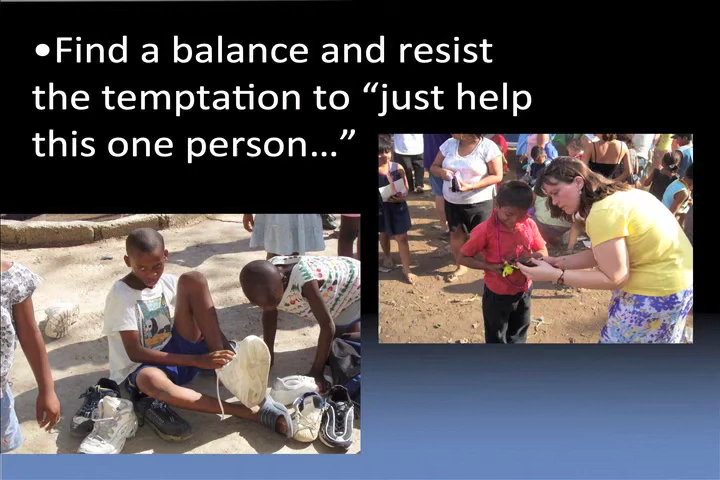 •Find a balance and resist
the temptation to “just help
this one person…”